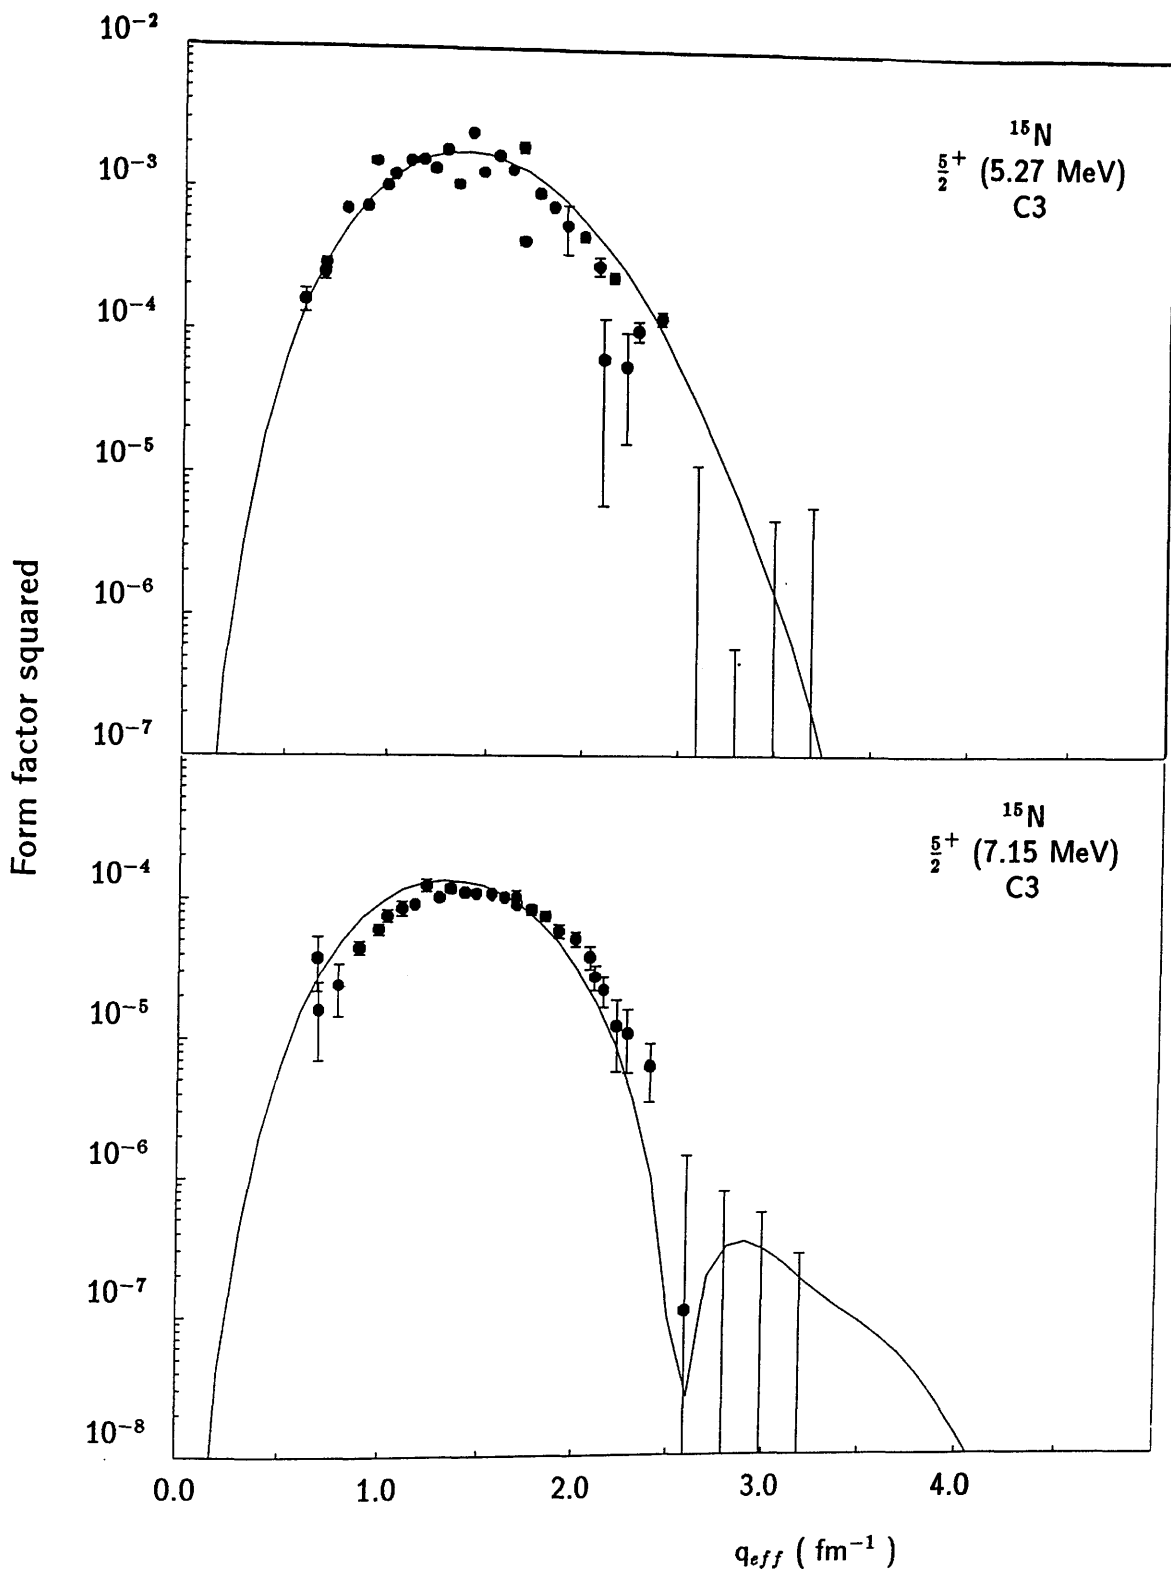 10⁻²
¹⁵N
5/2⁺ (5.27 MeV)
C3
10⁻³
10⁻⁴
10⁻⁵
10⁻⁶
10⁻⁷
Form factor squared
¹⁵N
5/2⁺ (7.15 MeV)
C3
10⁻⁴
10⁻⁵
10⁻⁶
10⁻⁷
10⁻⁸
0.0 1.0 2.0 3.0 4.0
q_eff ( fm⁻¹ )